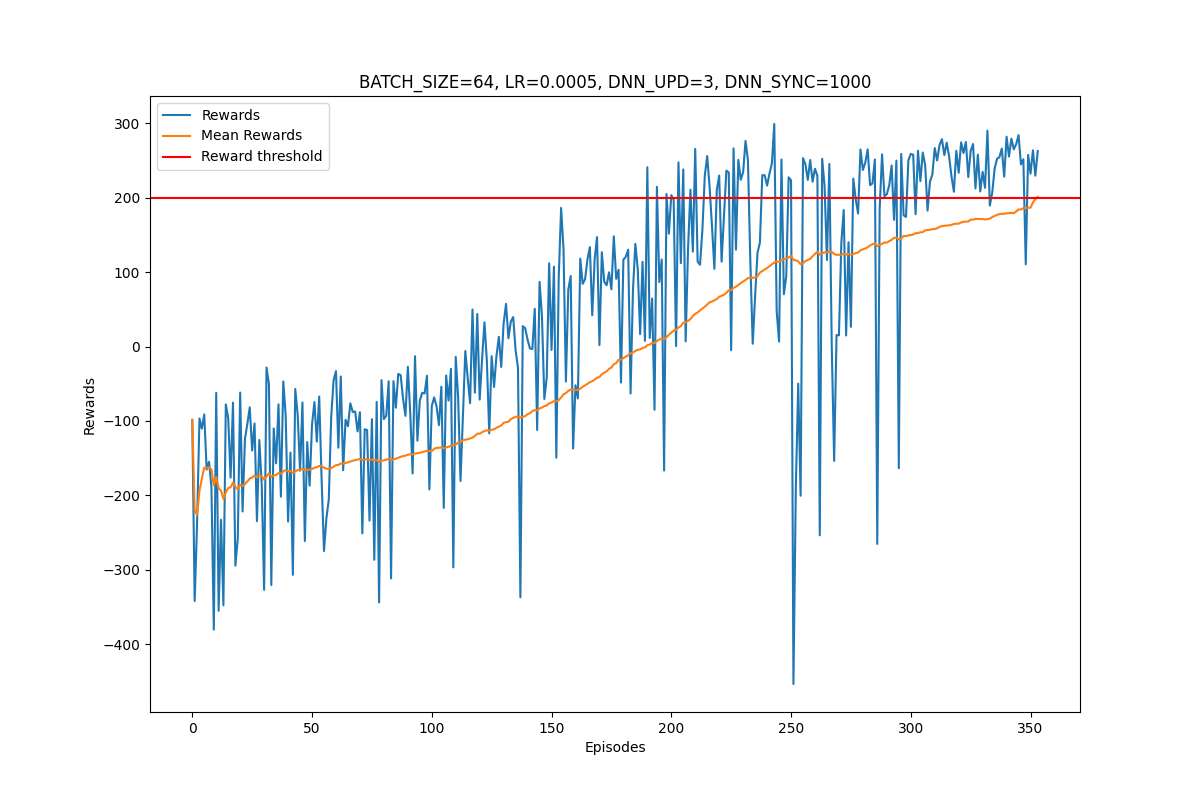 BATCH_SIZE=64, LR=0.0005, DNN_UPD=3, DNN_SYNC=1000
Rewards
Mean Rewards
Reward threshold
300
200
100
0
−100
−200
−300
−400
Rewards
0 50 100 150 200 250 300 350
Episodes